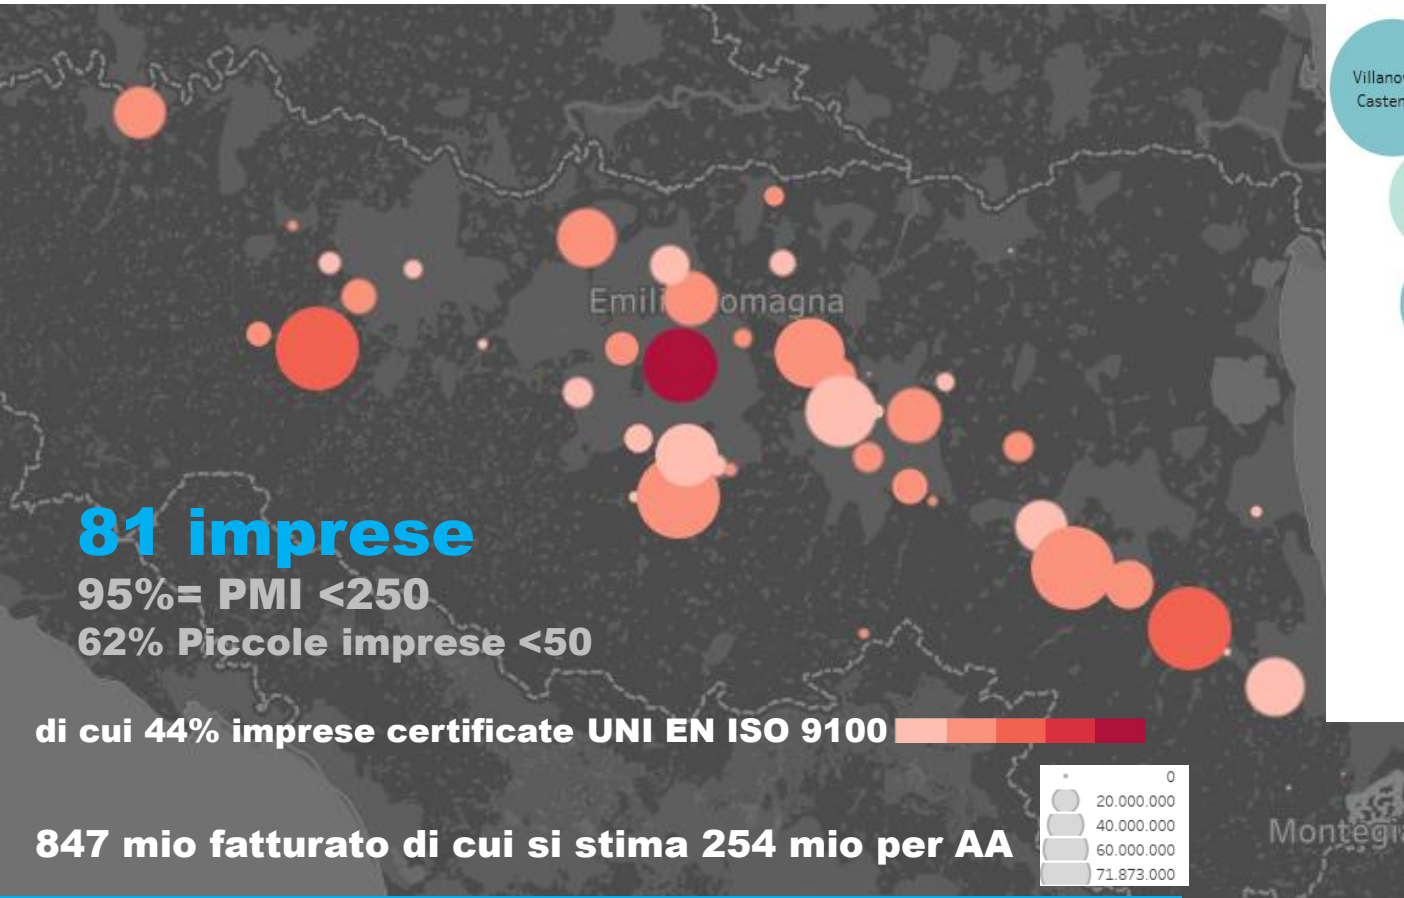 Emilia Romagna
81 imprese
95%= PMI <250
62% Piccole imprese <50
di cui 44% imprese certificate UNI EN ISO 9100
847 mio fatturato di cui si stima 254 mio per AA
0
20.000.000
40.000.000
60.000.000
71.873.000